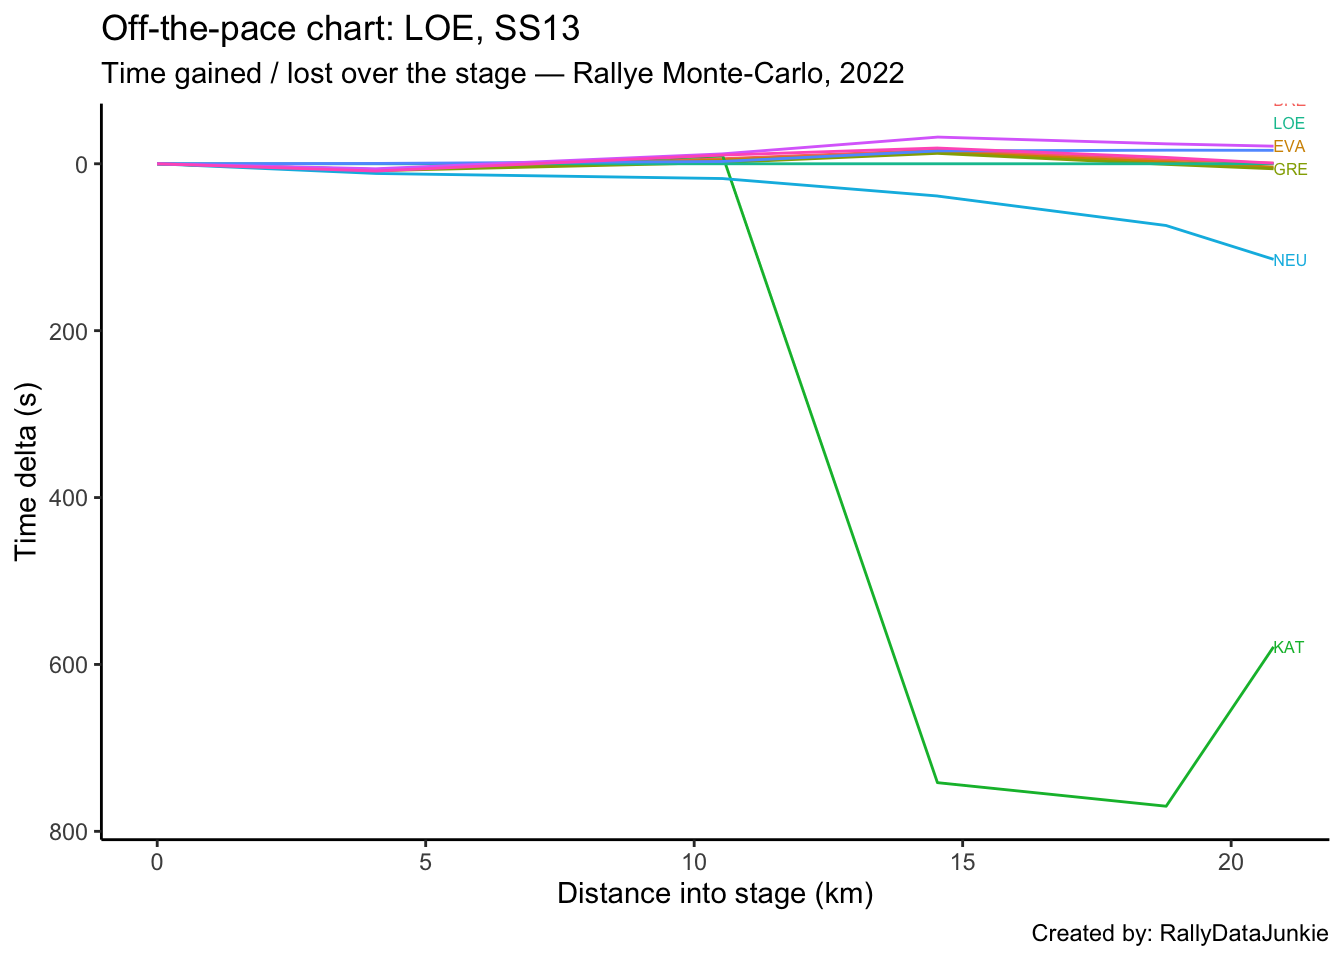 Off-the-pace chart: LOE, SS13
Time gained / lost over the stage — Rallye Monte-Carlo, 2022
LOE
EVA
GRE
NEU
KAT
0
200
400
600
800
Time delta (s)
0 5 10 15 20
Distance into stage (km)
Created by: RallyDataJunkie